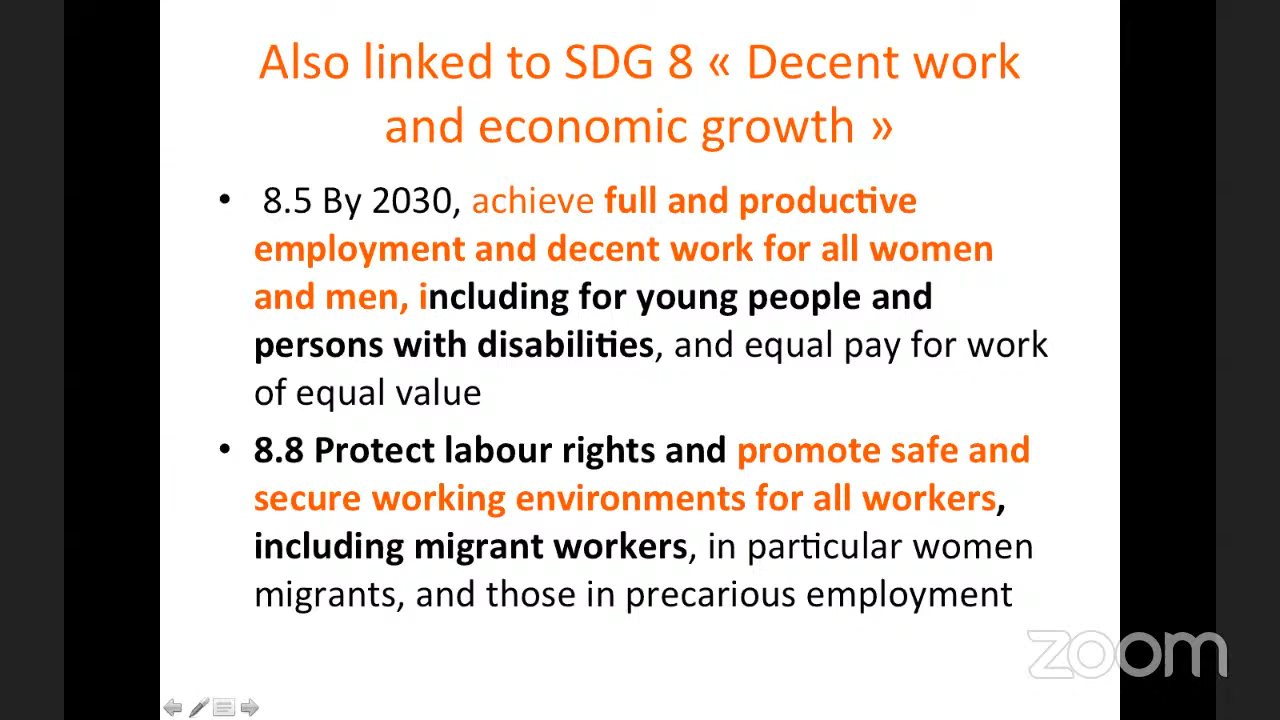 Also linked to SDG 8 « Decent work
and economic growth »
• 8.5 By 2030, achieve full and productive
employment and decent work for all women
and men, including for young people and
persons with disabilities, and equal pay for work
of equal value
• 8.8 Protect labour rights and promote safe and
secure working environments for all workers,
including migrant workers, in particular women
migrants, and those in precarious employment
zoom